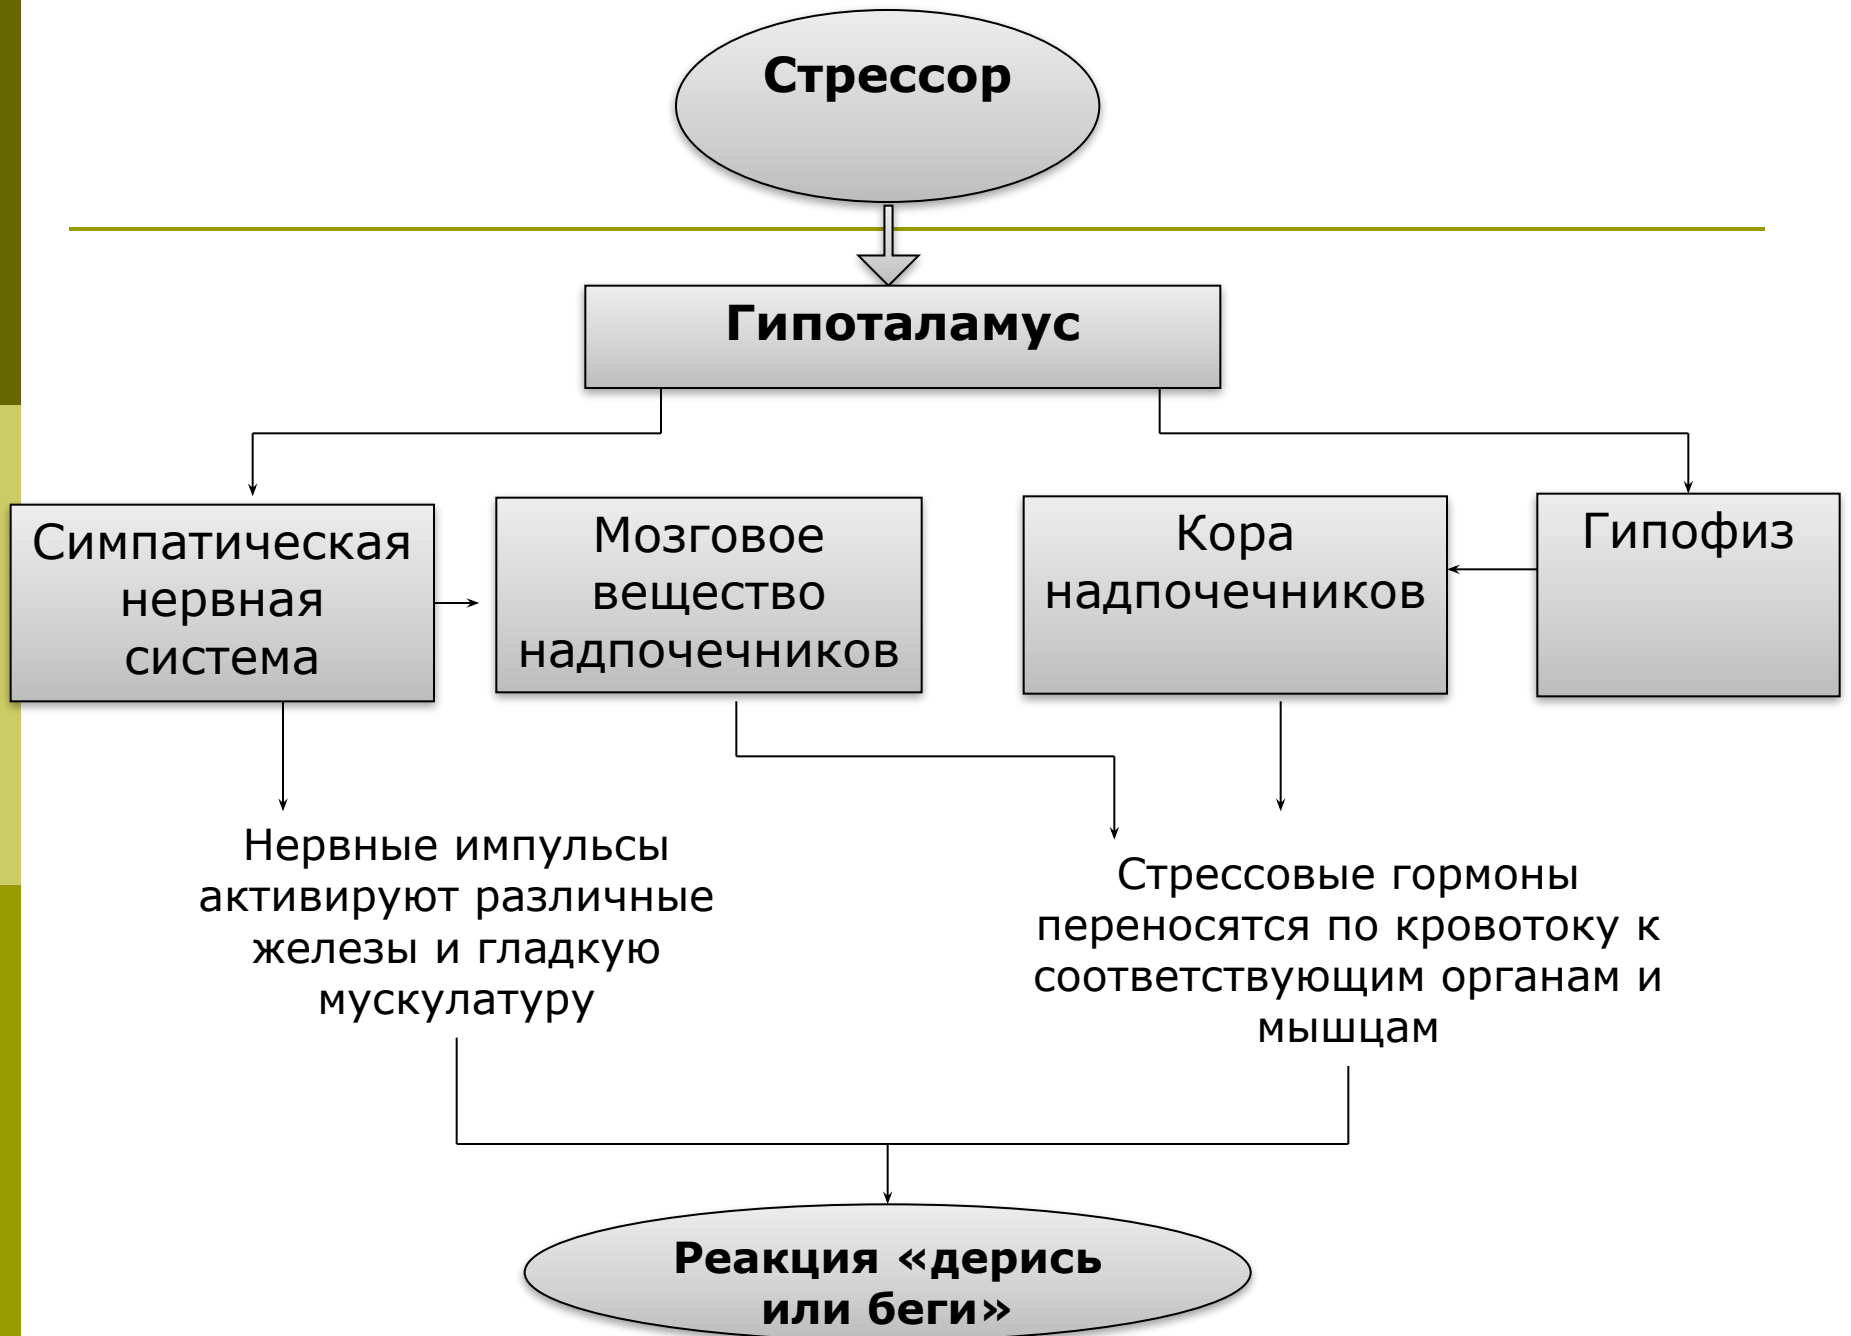 Стрессор
Гипоталамус
Симпатическая
нервная
система
Мозговое
вещество
надпочечников
Кора
надпочечников
Гипофиз
Нервные импульсы
активируют различные
железы и гладкую
мускулатуру
Стрессовые гормоны
переносятся по кровотоку к
соответствующим органам и
мышцам
Реакция «дерись
или беги»